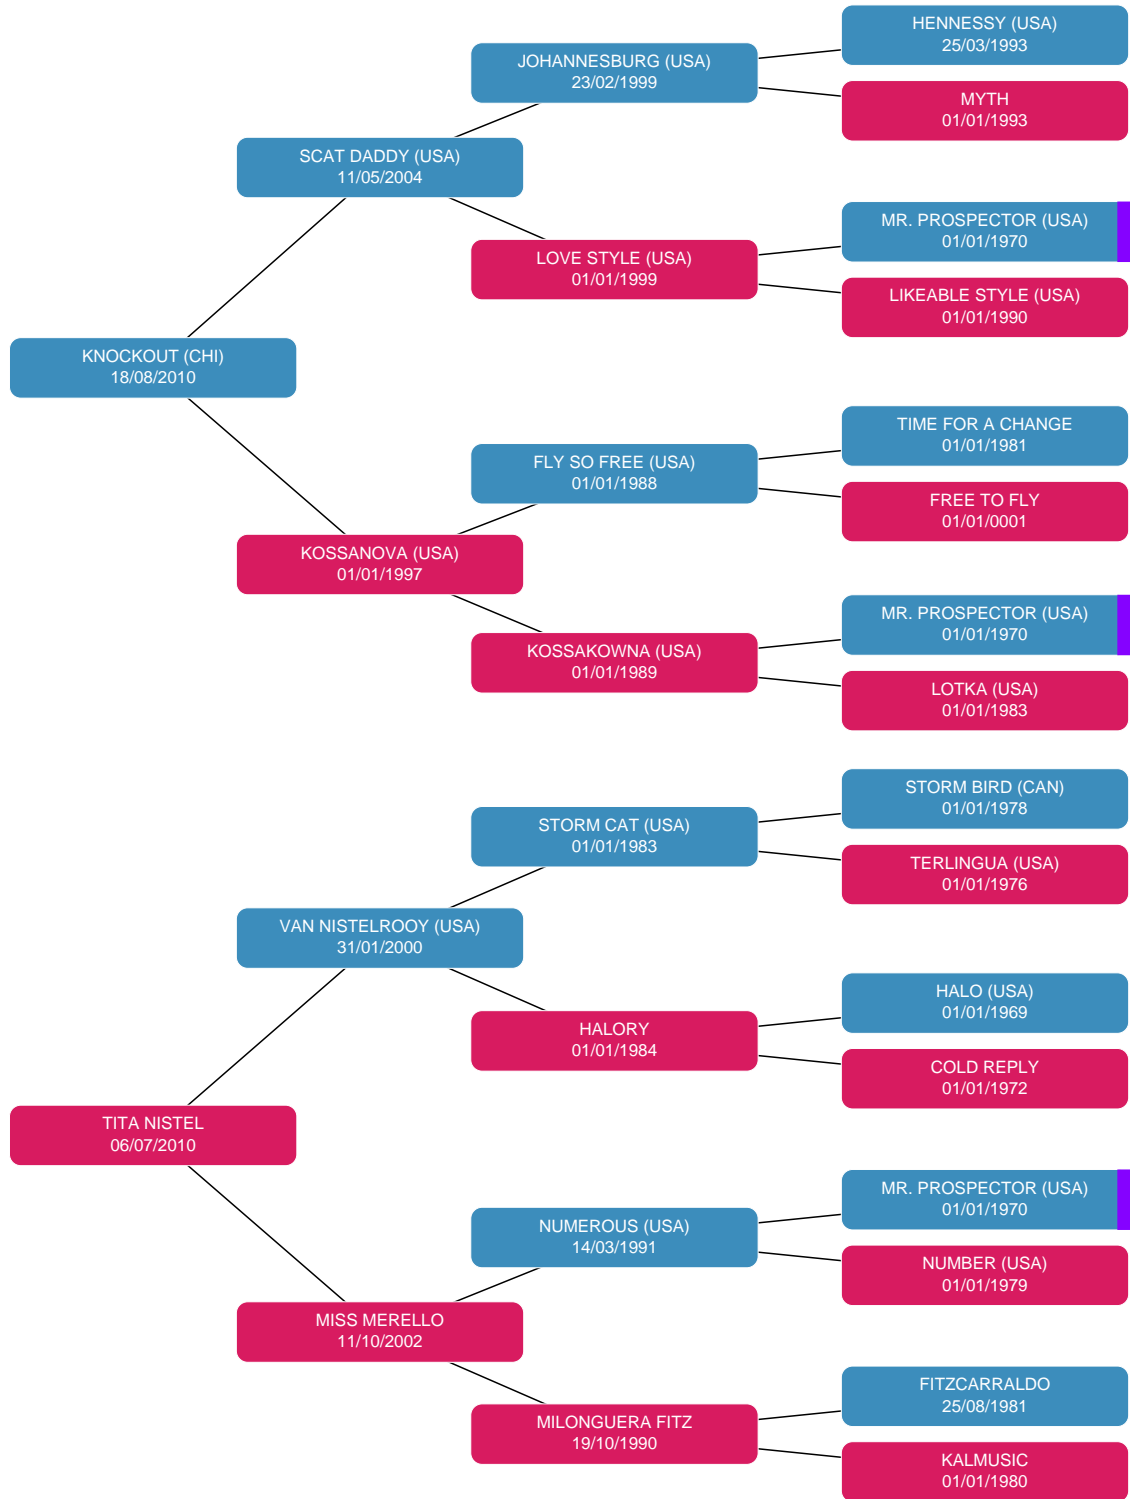 HENNESSY (USA)
25/03/1993
JOHANNESBURG (USA)
23/02/1999
MYTH
01/01/1993
SCAT DADDY (USA)
11/05/2004
MR. PROSPECTOR (USA)
01/01/1970
LOVE STYLE (USA)
01/01/1999
LIKEABLE STYLE (USA)
01/01/1990
KNOCKOUT (CHI)
18/08/2010
TIME FOR A CHANGE
01/01/1981
FLY SO FREE (USA)
01/01/1988
FREE TO FLY
01/01/0001
KOSSANOVA (USA)
01/01/1997
MR. PROSPECTOR (USA)
01/01/1970
KOSSAKOWNA (USA)
01/01/1989
LOTKA (USA)
01/01/1983
STORM BIRD (CAN)
01/01/1978
STORM CAT (USA)
01/01/1983
TERLINGUA (USA)
01/01/1976
VAN NISTELROOY (USA)
31/01/2000
HALO (USA)
01/01/1969
HALORY
01/01/1984
COLD REPLY
01/01/1972
TITA NISTEL
06/07/2010
MR. PROSPECTOR (USA)
01/01/1970
NUMEROUS (USA)
14/03/1991
NUMBER (USA)
01/01/1979
MISS MERELLO
11/10/2002
FITZCARRALDO
25/08/1981
MILONGUERA FITZ
19/10/1990
KALMUSIC
01/01/1980